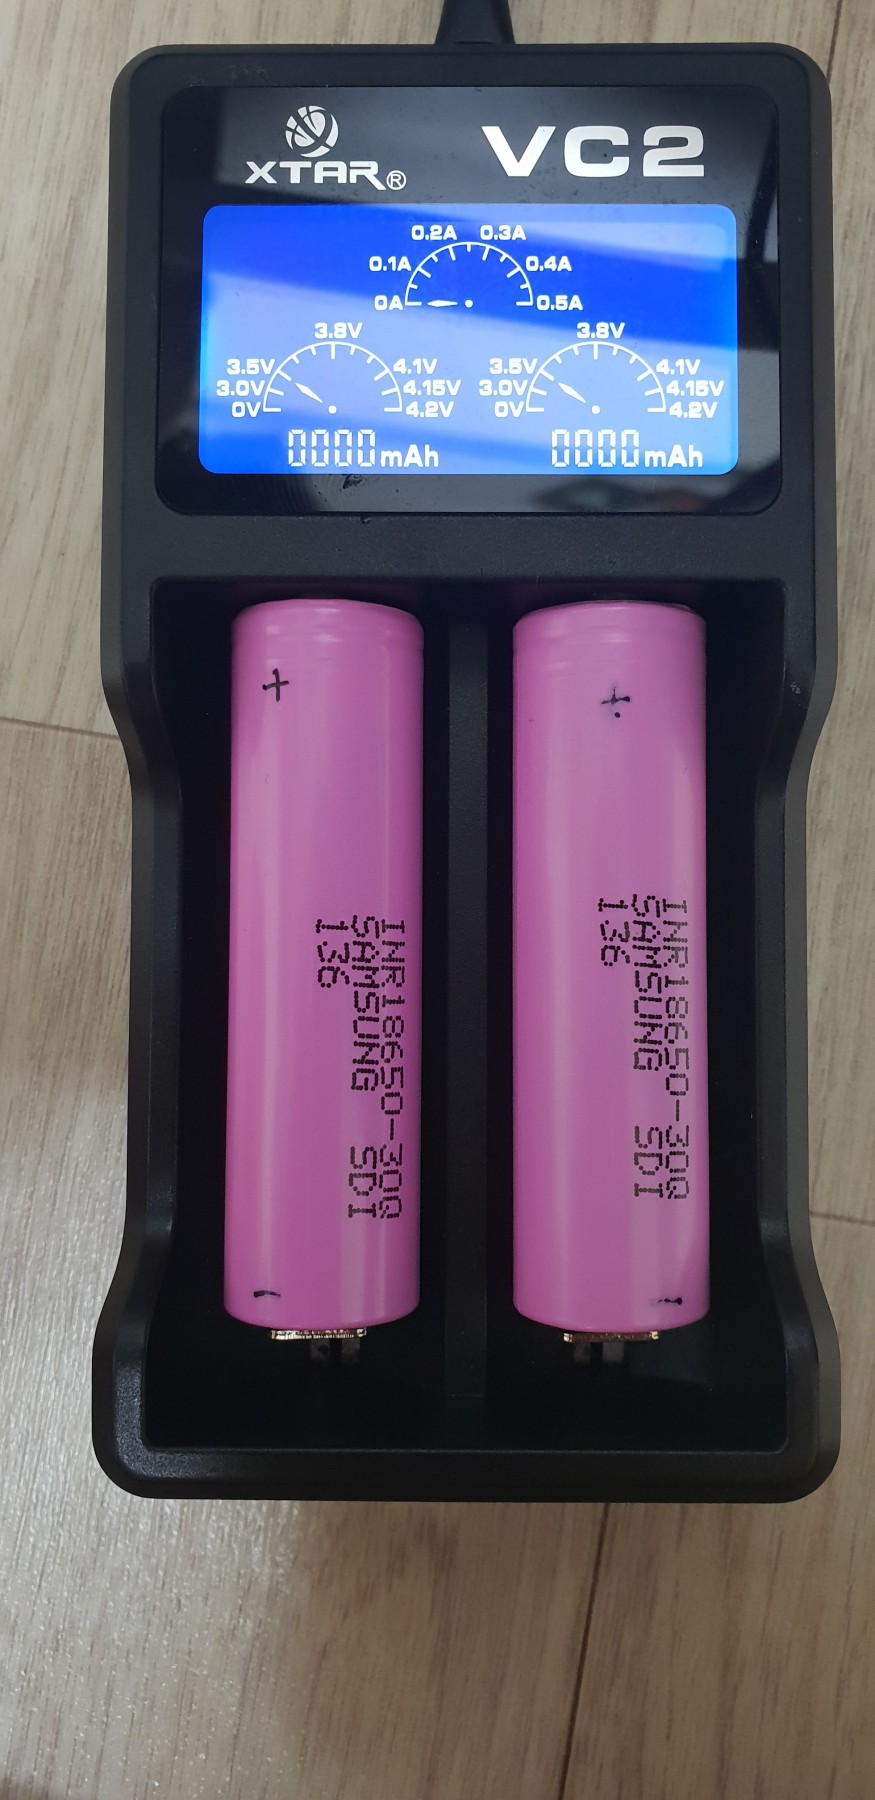 XTAR®
VC2
0.2A 0.3A
0.1A 0.4A
0A 0.5A
3.8V
3.5V 4.1V
3.0V 4.15V
0V 4.2V
0000mAh
3.8V
3.5V 4.1V
3.0V 4.15V
0V 4.2V
0000mAh
+
INR18650-30Q
SAMSUNG SDI
136
-
+
INR18650-30Q
SAMSUNG SDI
136
-